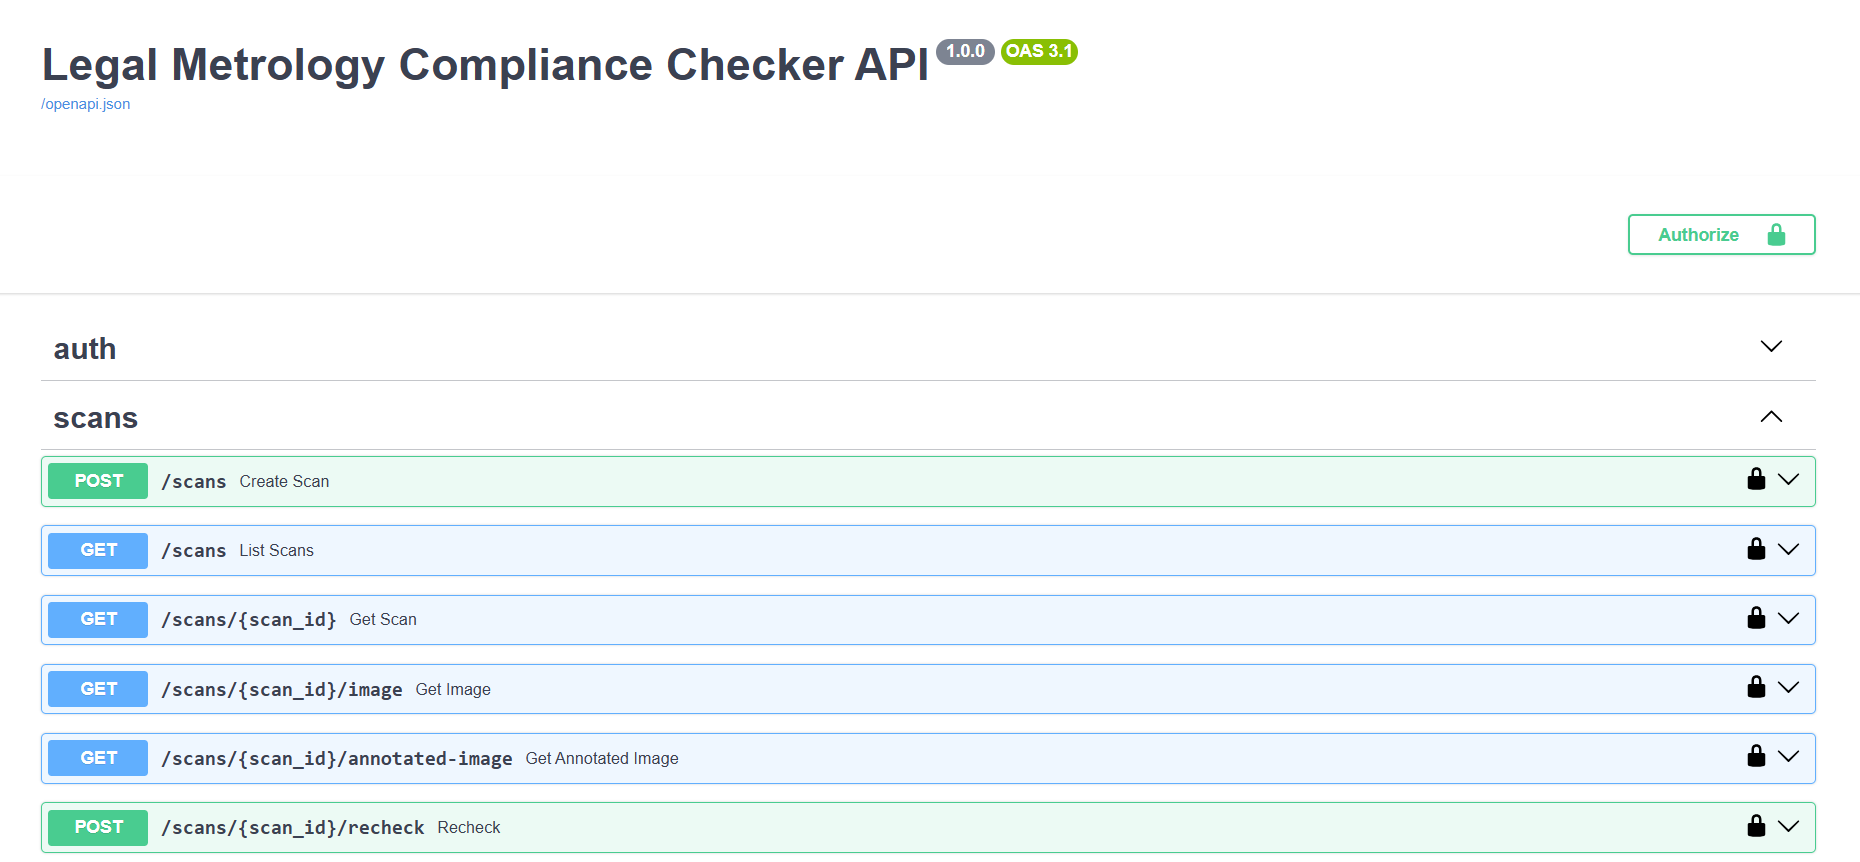 Legal Metrology Compliance Checker API 1.0.0 OAS 3.1
/openapi.json
Authorize
auth
scans
POST /scans Create Scan
GET /scans List Scans
GET /scans/{scan_id} Get Scan
GET /scans/{scan_id}/image Get Image
GET /scans/{scan_id}/annotated-image Get Annotated Image
POST /scans/{scan_id}/recheck Recheck